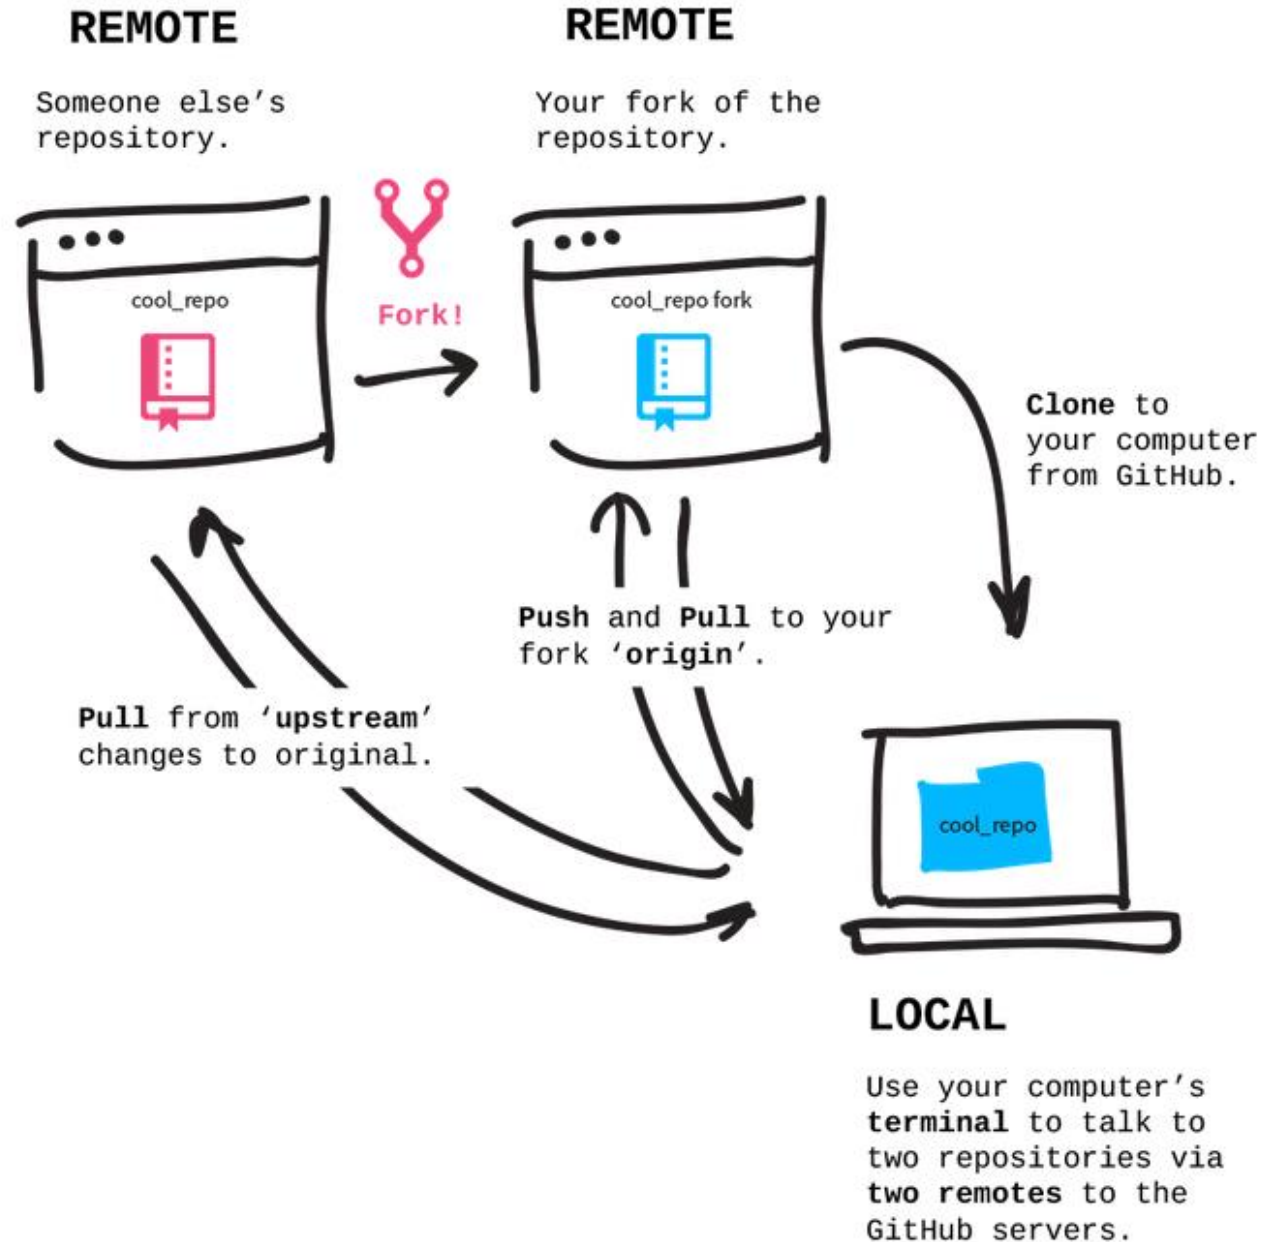 REMOTE
Someone else’s
repository.
cool_repo
Fork!
REMOTE
Your fork of the
repository.
cool_repo fork
Clone to
your computer
from GitHub.
Push and Pull to your
fork ‘origin’.
Pull from ‘upstream’
changes to original.
cool_repo
LOCAL
Use your computer’s
terminal to talk to
two repositories via
two remotes to the
GitHub servers.